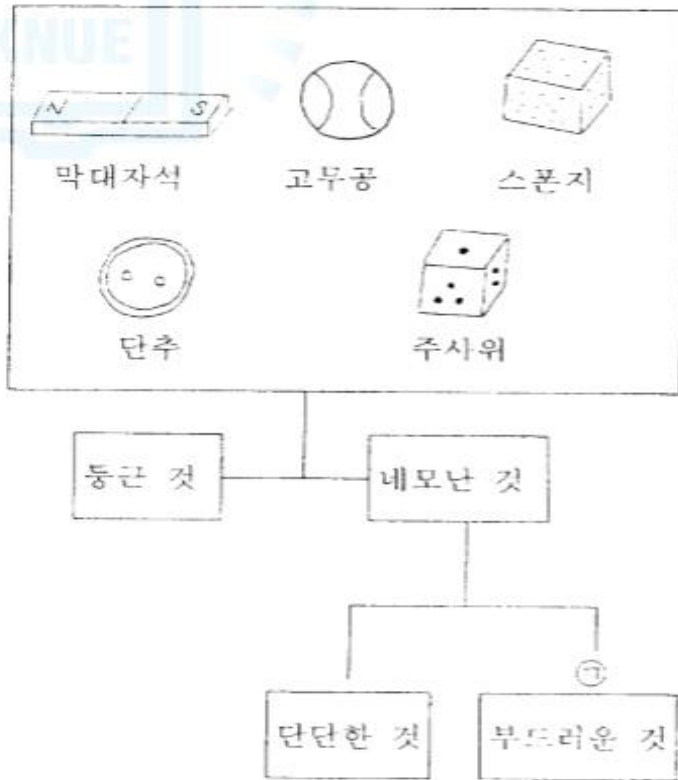 KNUE
N S
막대자석 고무공 스폰지
단추 주사위
둥근 것 네모난 것
㉠
단단한 것 부드러운 것